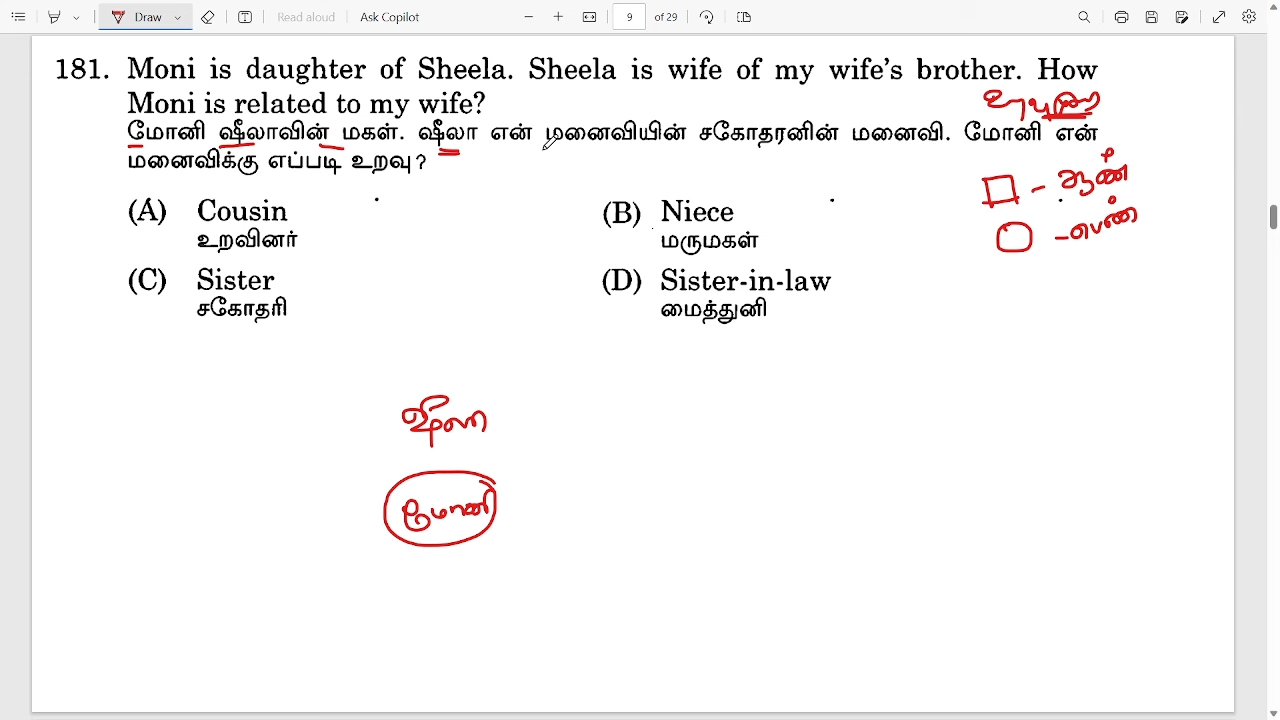 Draw
Read aloud
Ask Copilot
9
of 29
181. Moni is daughter of Sheela. Sheela is wife of my wife's brother. How
Moni is related to my wife?
மோனி ஷீலாவின் மகள். ஷீலா என் மனைவியின் சகோதரனின் மனைவி. மோனி என்
மனைவிக்கு எப்படி உறவு?
(A) Cousin
உறவினர்
(B) Niece
மருமகள்
(C) Sister
சகோதரி
(D) Sister-in-law
மைத்துனி
- ஆண்
- பெண்
ஷீலா
மோனி